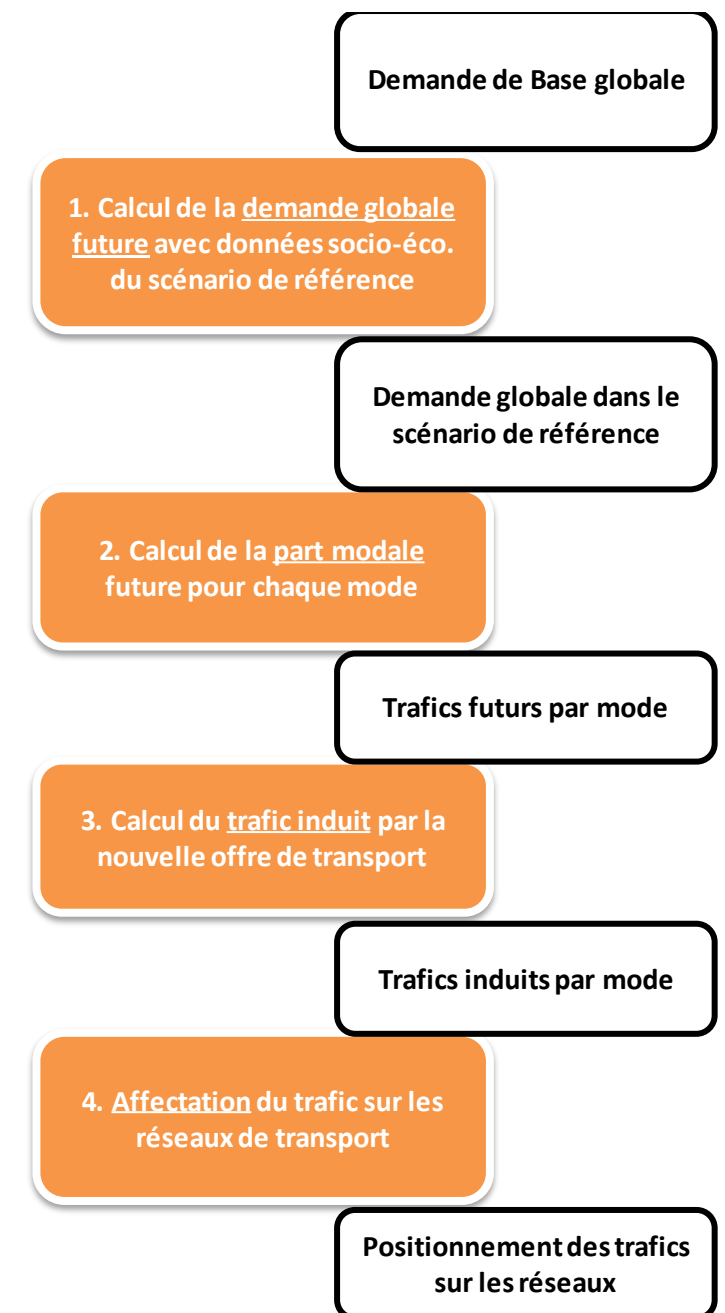 Demande de Base globale
1. Calcul de la demande globale
future avec données socio-éco.
du scénario de référence
Demande globale dans le
scénario de référence
2. Calcul de la part modale
future pour chaque mode
Trafics futurs par mode
3. Calcul du trafic induit par la
nouvelle offre de transport
Trafics induits par mode
4. Affectation du trafic sur les
réseaux de transport
Positionnement des trafics
sur les réseaux